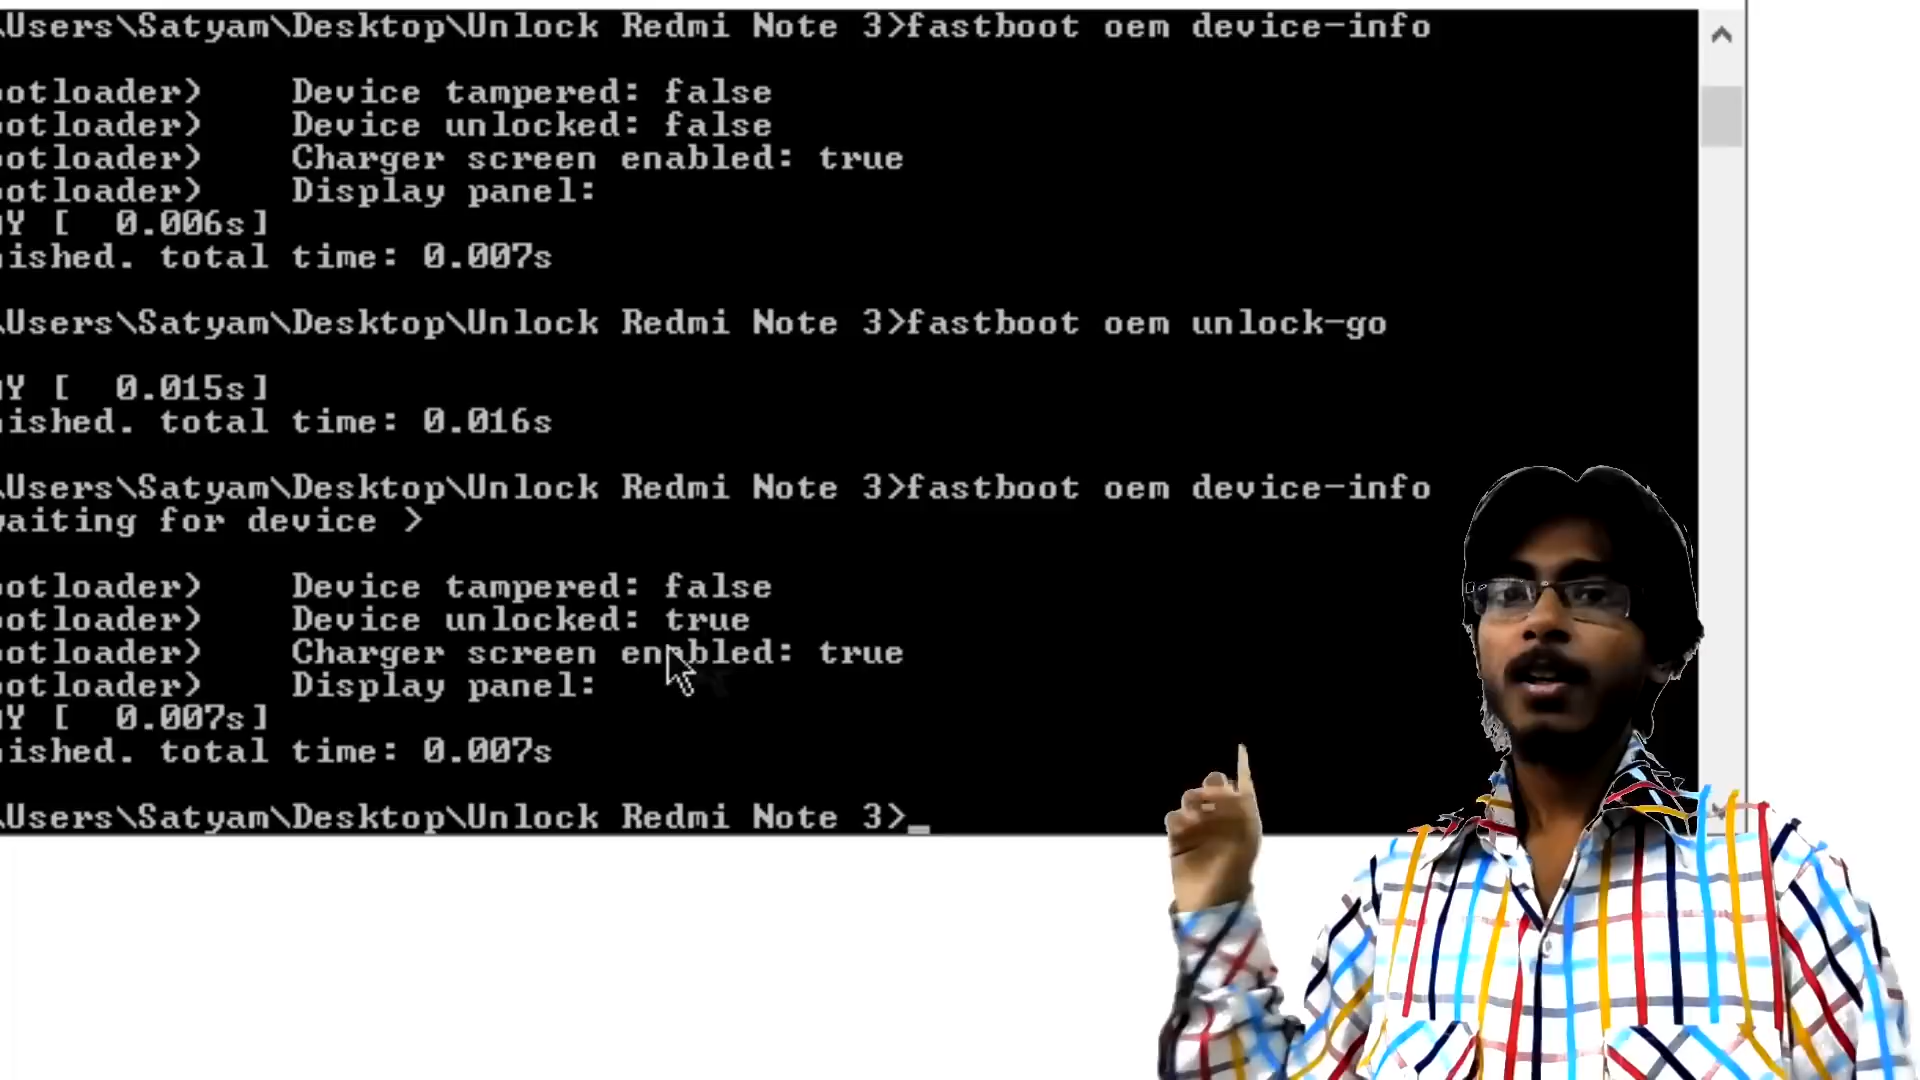 \Users\Satyam\Desktop\Unlock Redmi Note 3>fastboot oem device-info
otloader) Device tampered: false
otloader) Device unlocked: false
otloader) Charger screen enabled: true
otloader) Display panel:
Y [ 0.006s]
ished. total time: 0.007s
\Users\Satyam\Desktop\Unlock Redmi Note 3>fastboot oem unlock-go
Y [ 0.015s]
ished. total time: 0.016s
\Users\Satyam\Desktop\Unlock Redmi Note 3>fastboot oem device-info
waiting for device >
otloader) Device tampered: false
otloader) Device unlocked: true
otloader) Charger screen enabled: true
otloader) Display panel:
Y [ 0.007s]
ished. total time: 0.007s
\Users\Satyam\Desktop\Unlock Redmi Note 3>_